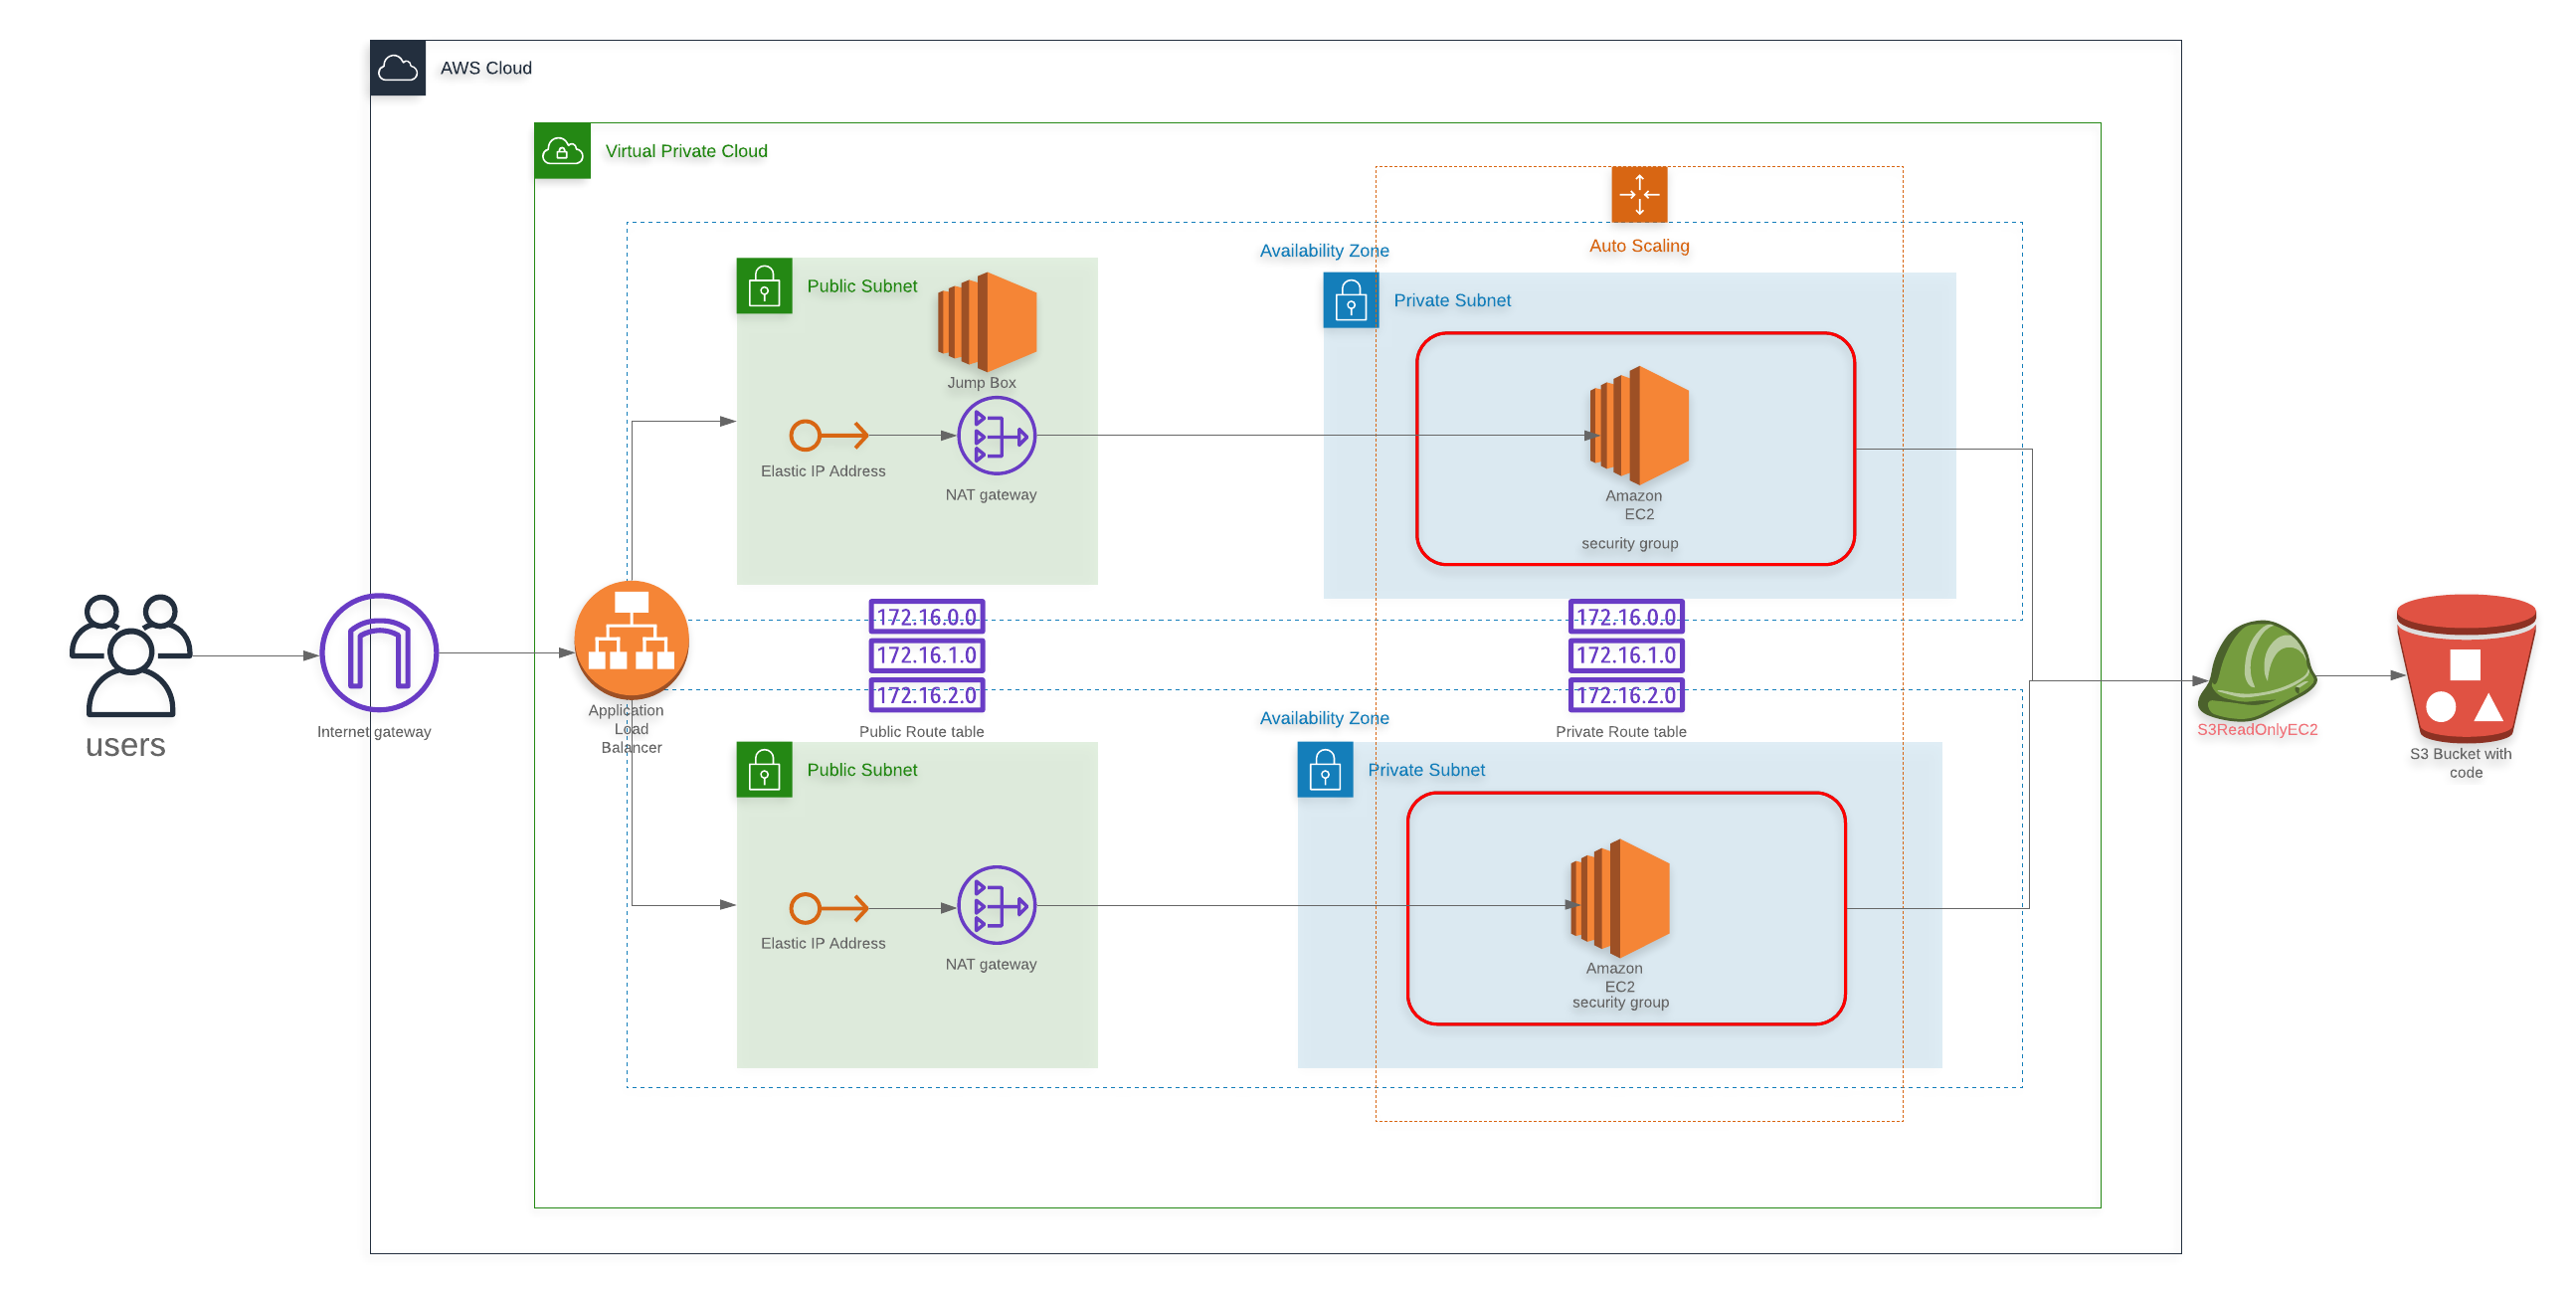 AWS Cloud
Virtual Private Cloud
Auto Scaling
Availability Zone
Public Subnet
Jump Box
Private Subnet
Elastic IP Address
NAT gateway
Amazon
EC2
security group
172.16.0.0
172.16.1.0
172.16.2.0
Public Route table
172.16.0.0
172.16.1.0
172.16.2.0
Private Route table
users
Internet gateway
Application
Load
Balancer
Availability Zone
Public Subnet
Private Subnet
Elastic IP Address
NAT gateway
Amazon
EC2
security group
S3ReadOnlyEC2
S3 Bucket with
code